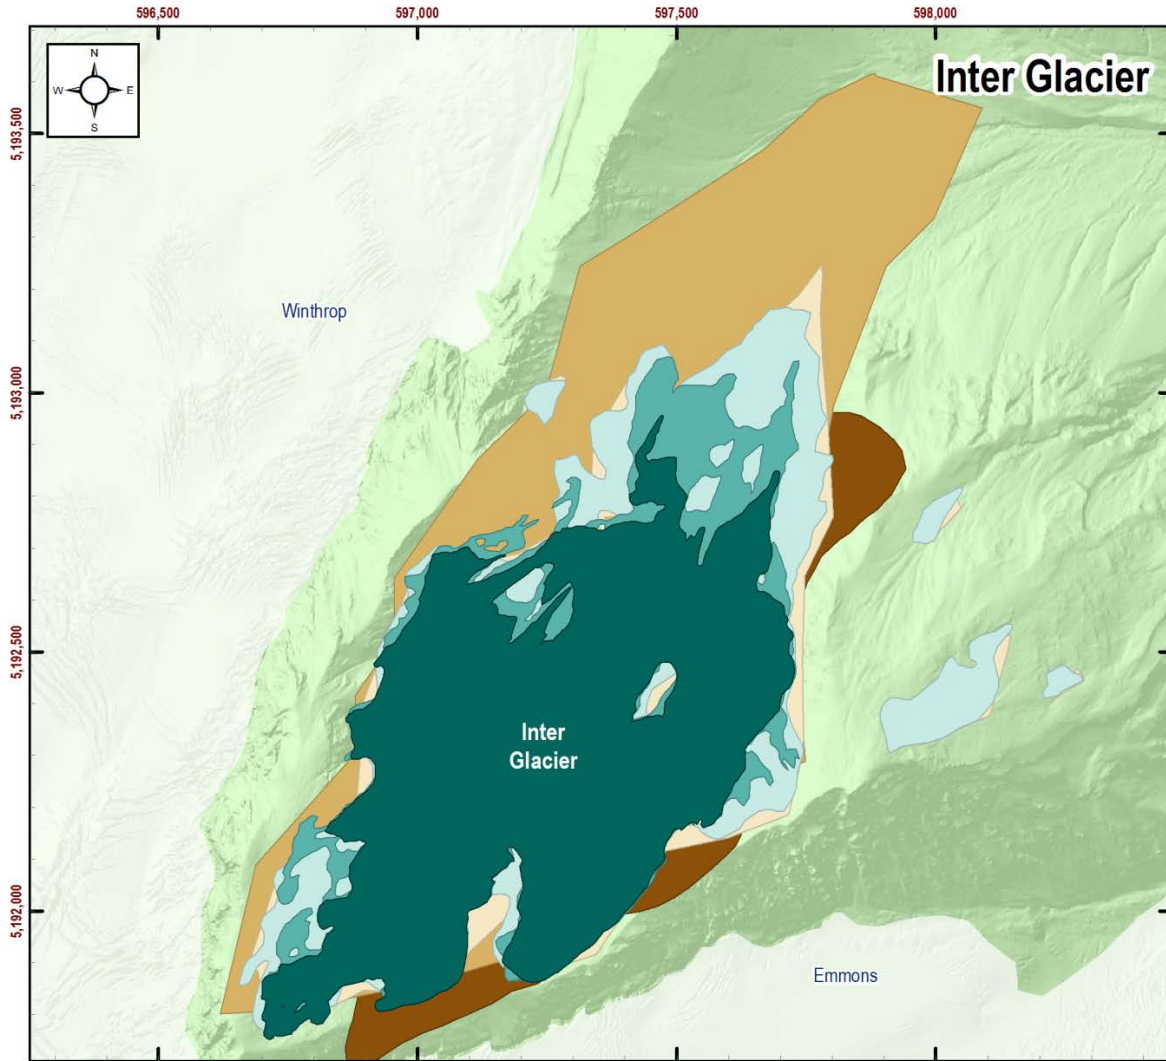 596,500
597,000
597,500
598,000
N
W
E
S
Inter Glacier
5,193,500
Winthrop
5,193,000
5,192,500
Inter
Glacier
5,192,000
Emmons